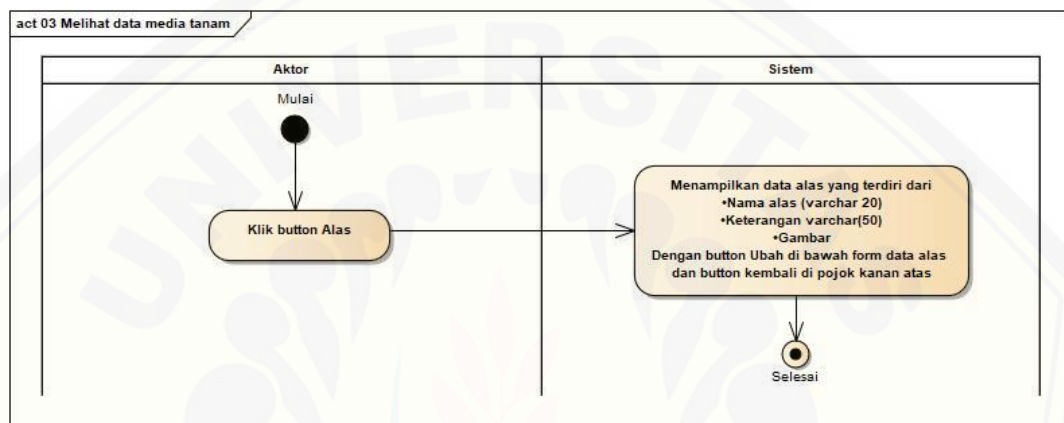 act 03 Melihat data media tanam
Aktor
Sistem
Mulai
Klik button Alas
Menampilkan data alas yang terdiri dari
•Nama alas (varchar 20)
•Keterangan varchar(50)
•Gambar
Dengan button Ubah di bawah form data alas
dan button kembali di pojok kanan atas
Selesai
UNIVERSITAS